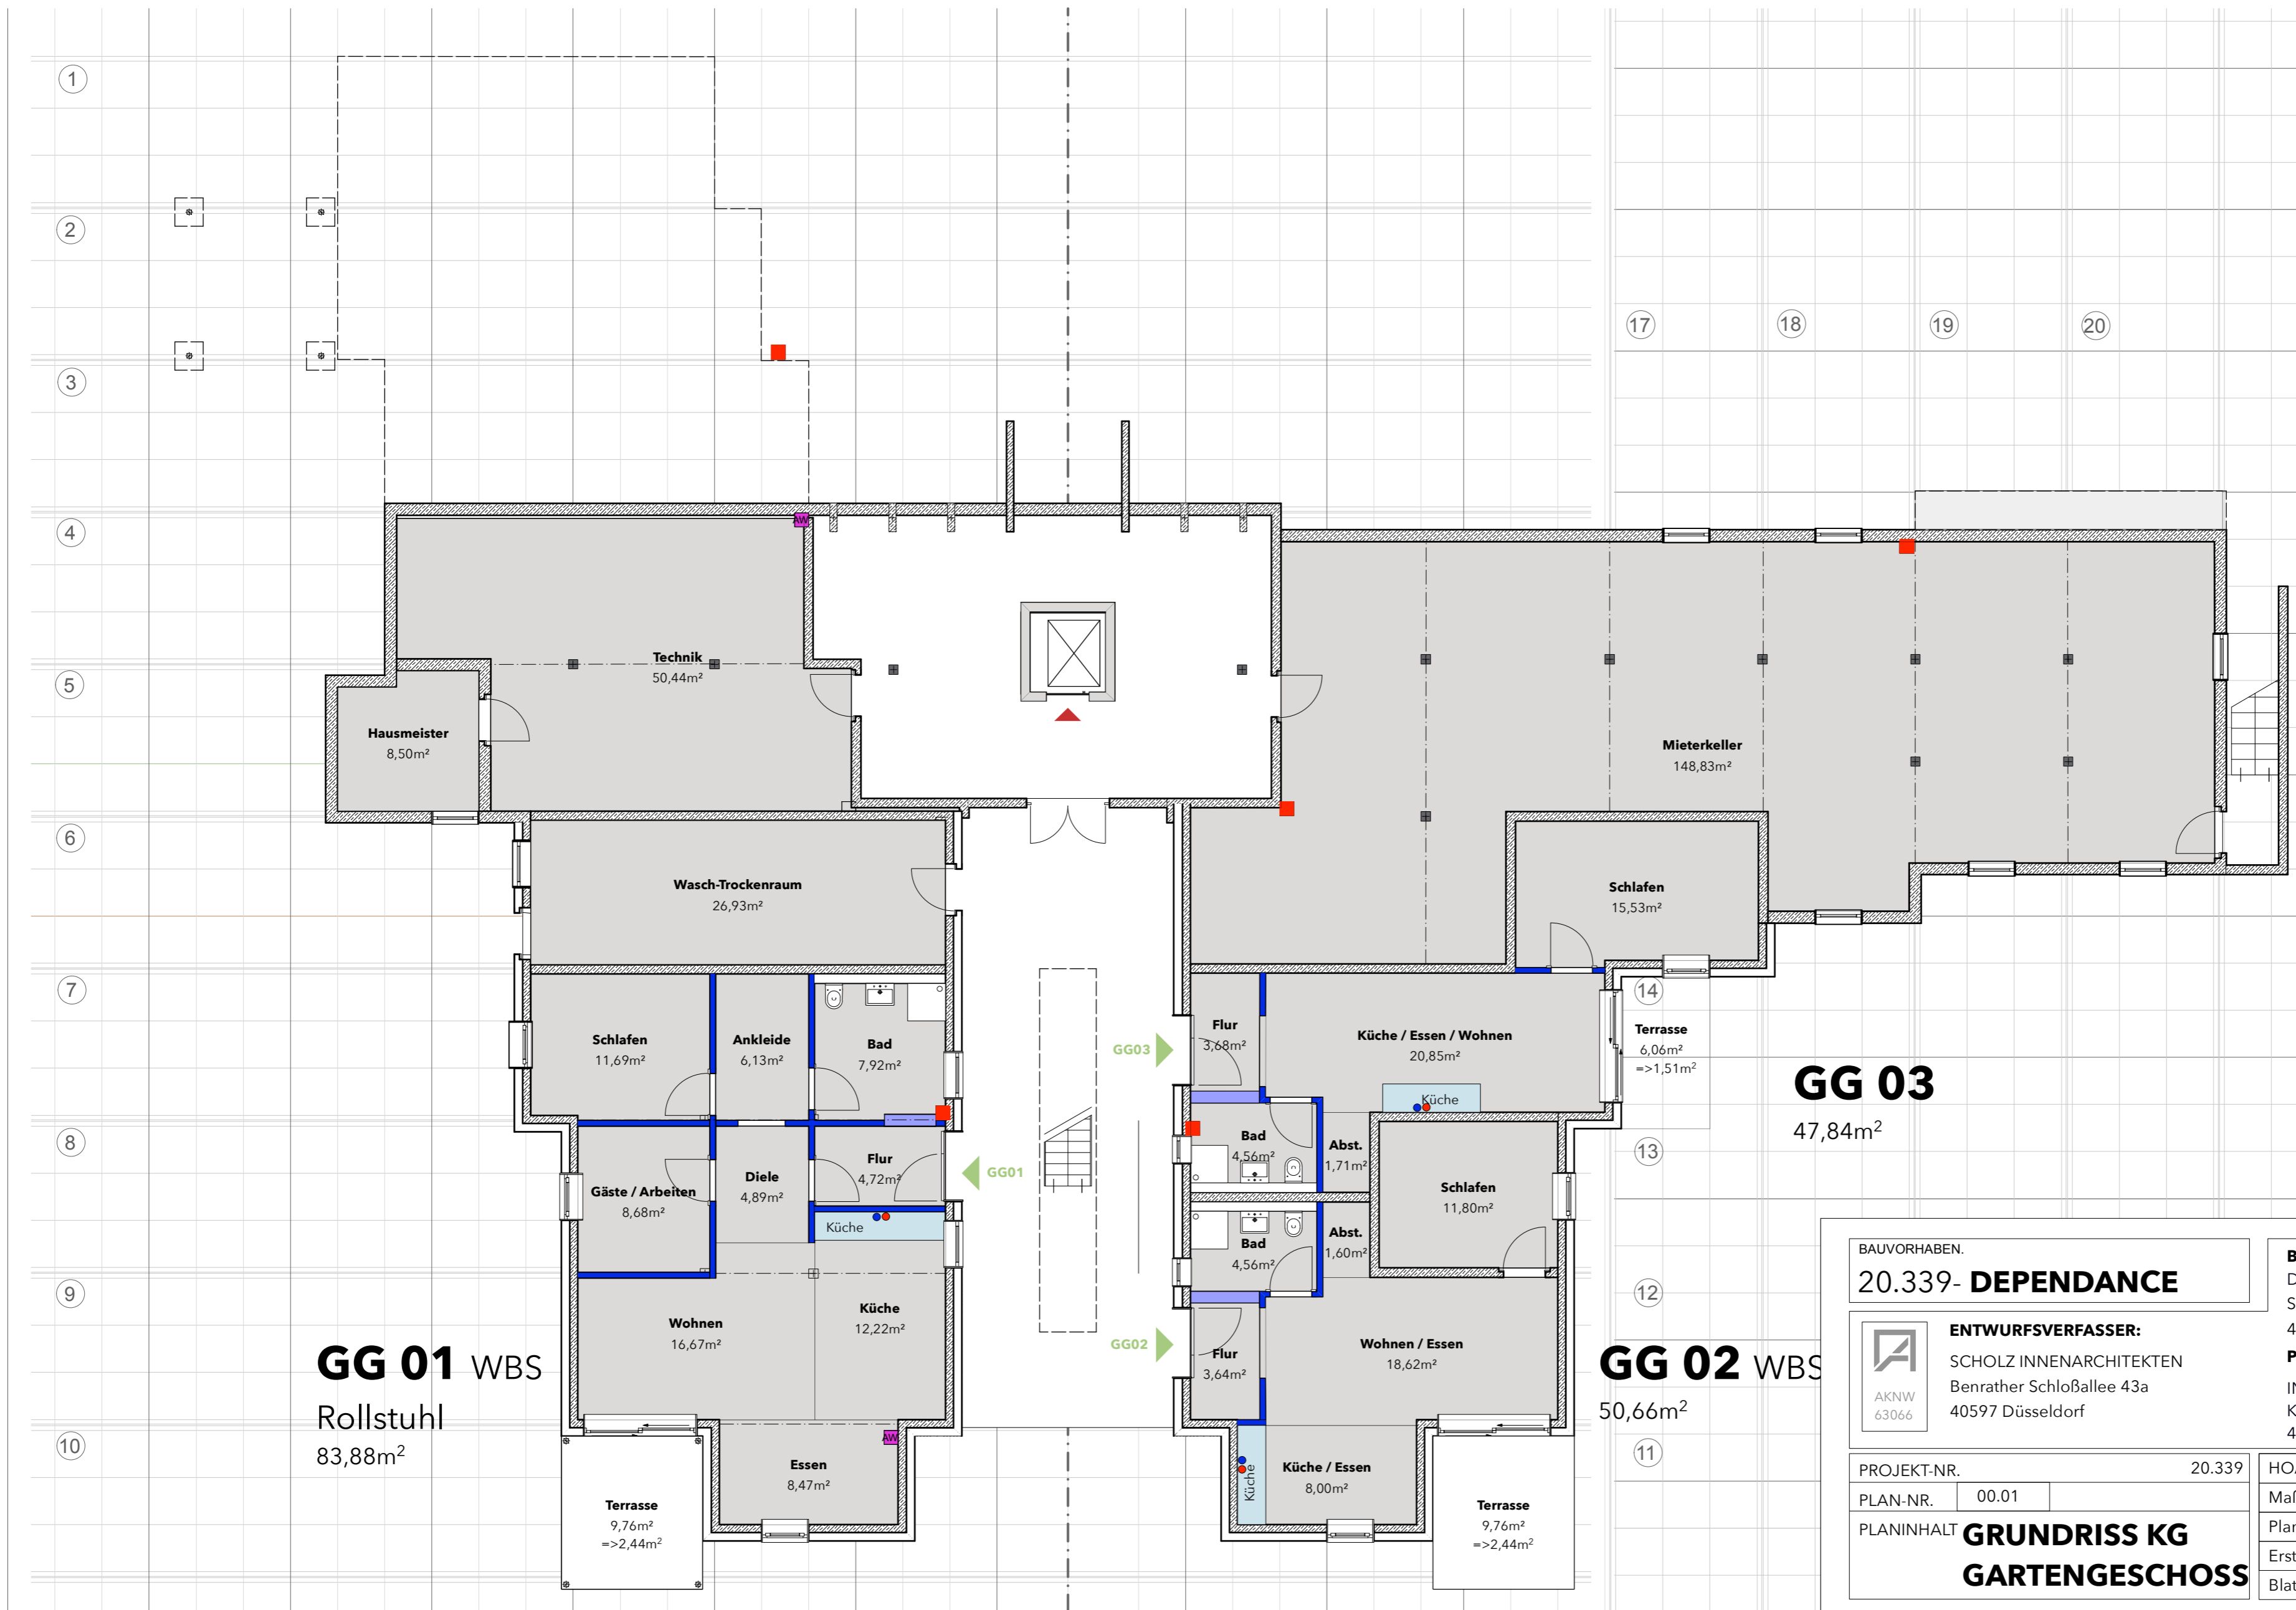 1
2
3
17
18
19
20
4
AW
5
Technik
50,44m²
Hausmeister
8,50m²
Mieterkeller
148,83m²
6
Wasch-Trockenraum
26,93m²
Schlafen
15,53m²
7
Schlafen
11,69m²
Ankleide
6,13m²
Bad
7,92m²
GG03
Flur
3,68m²
Küche / Essen / Wohnen
20,85m²
Küche
14
Terrasse
6,06m²
=>1,51m²
GG 03
47,84m²
8
Gäste / Arbeiten
8,68m²
Diele
4,89m²
Flur
4,72m²
GG01
Küche
Bad
4,56m²
Abst.
1,71m²
Schlafen
11,80m²
13
Bad
4,56m²
Abst.
1,60m²
9
Wohnen
16,67m²
Küche
12,22m²
GG02
Flur
3,64m²
Wohnen / Essen
18,62m²
12
GG 01 WBS
Rollstuhl
83,88m²
GG 02 WBS
50,66m²
10
AW
Essen
8,47m²
Terrasse
9,76m²
=>2,44m²
Küche
Küche / Essen
8,00m²
Terrasse
9,76m²
=>2,44m²
11
BAUVORHABEN.
20.339- DEPENDANCE
AKNW
63066
ENTWURFSVERFASSER:
SCHOLZ INNENARCHITEKTEN
Benrather Schloßallee 43a
40597 Düsseldorf
PROJEKT-NR. 20.339
PLAN-NR. 00.01
PLANINHALT GRUNDRISS KG
GARTENGESCHOSS